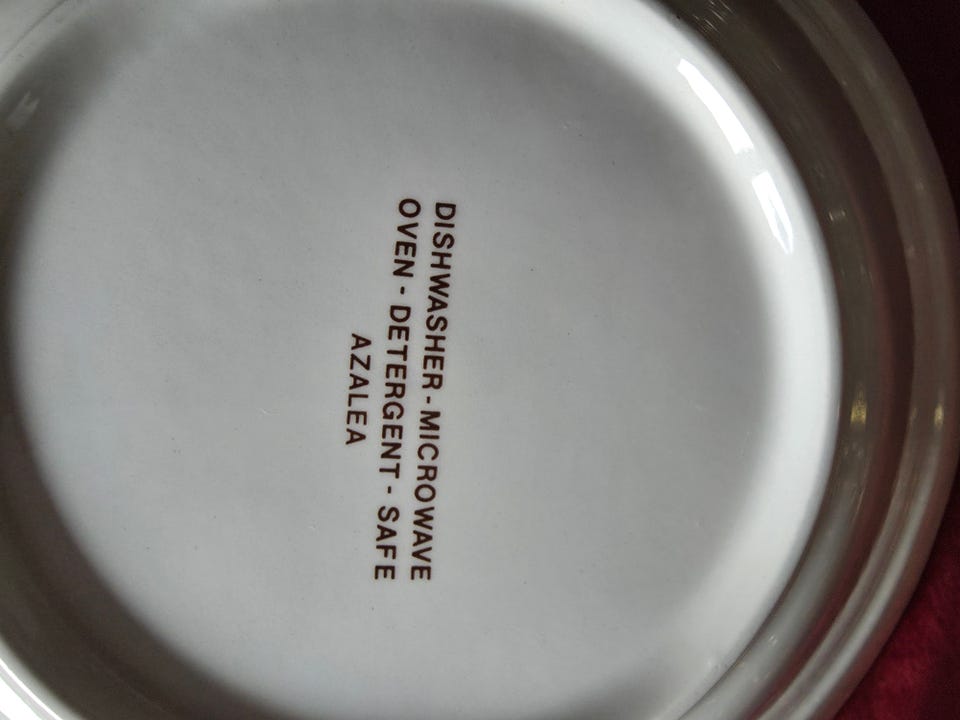 DISHWASHER - MICROWAVE
OVEN - DETERGENT - SAFE
AZALEA